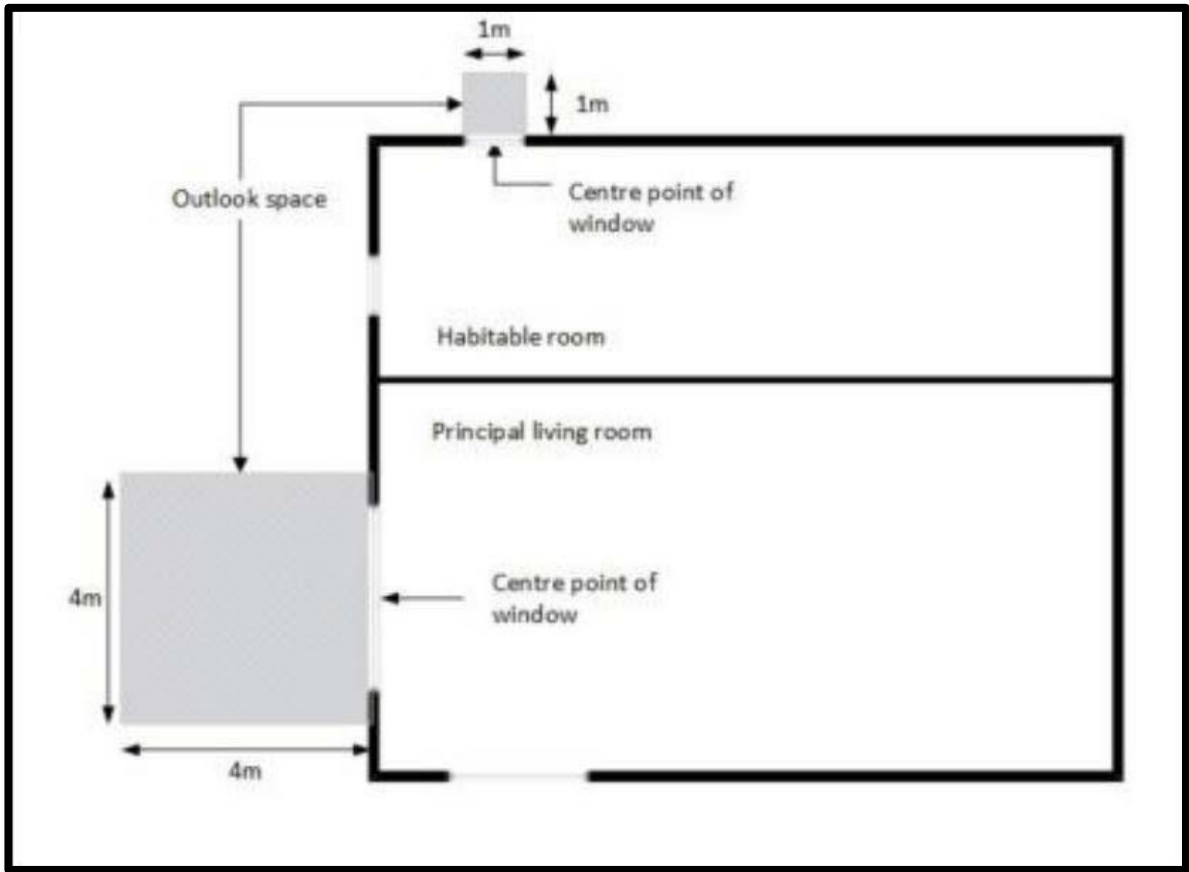 1m
1m
Outlook space
Centre point of
window
Habitable room
Principal living room
4m
Centre point of
window
4m